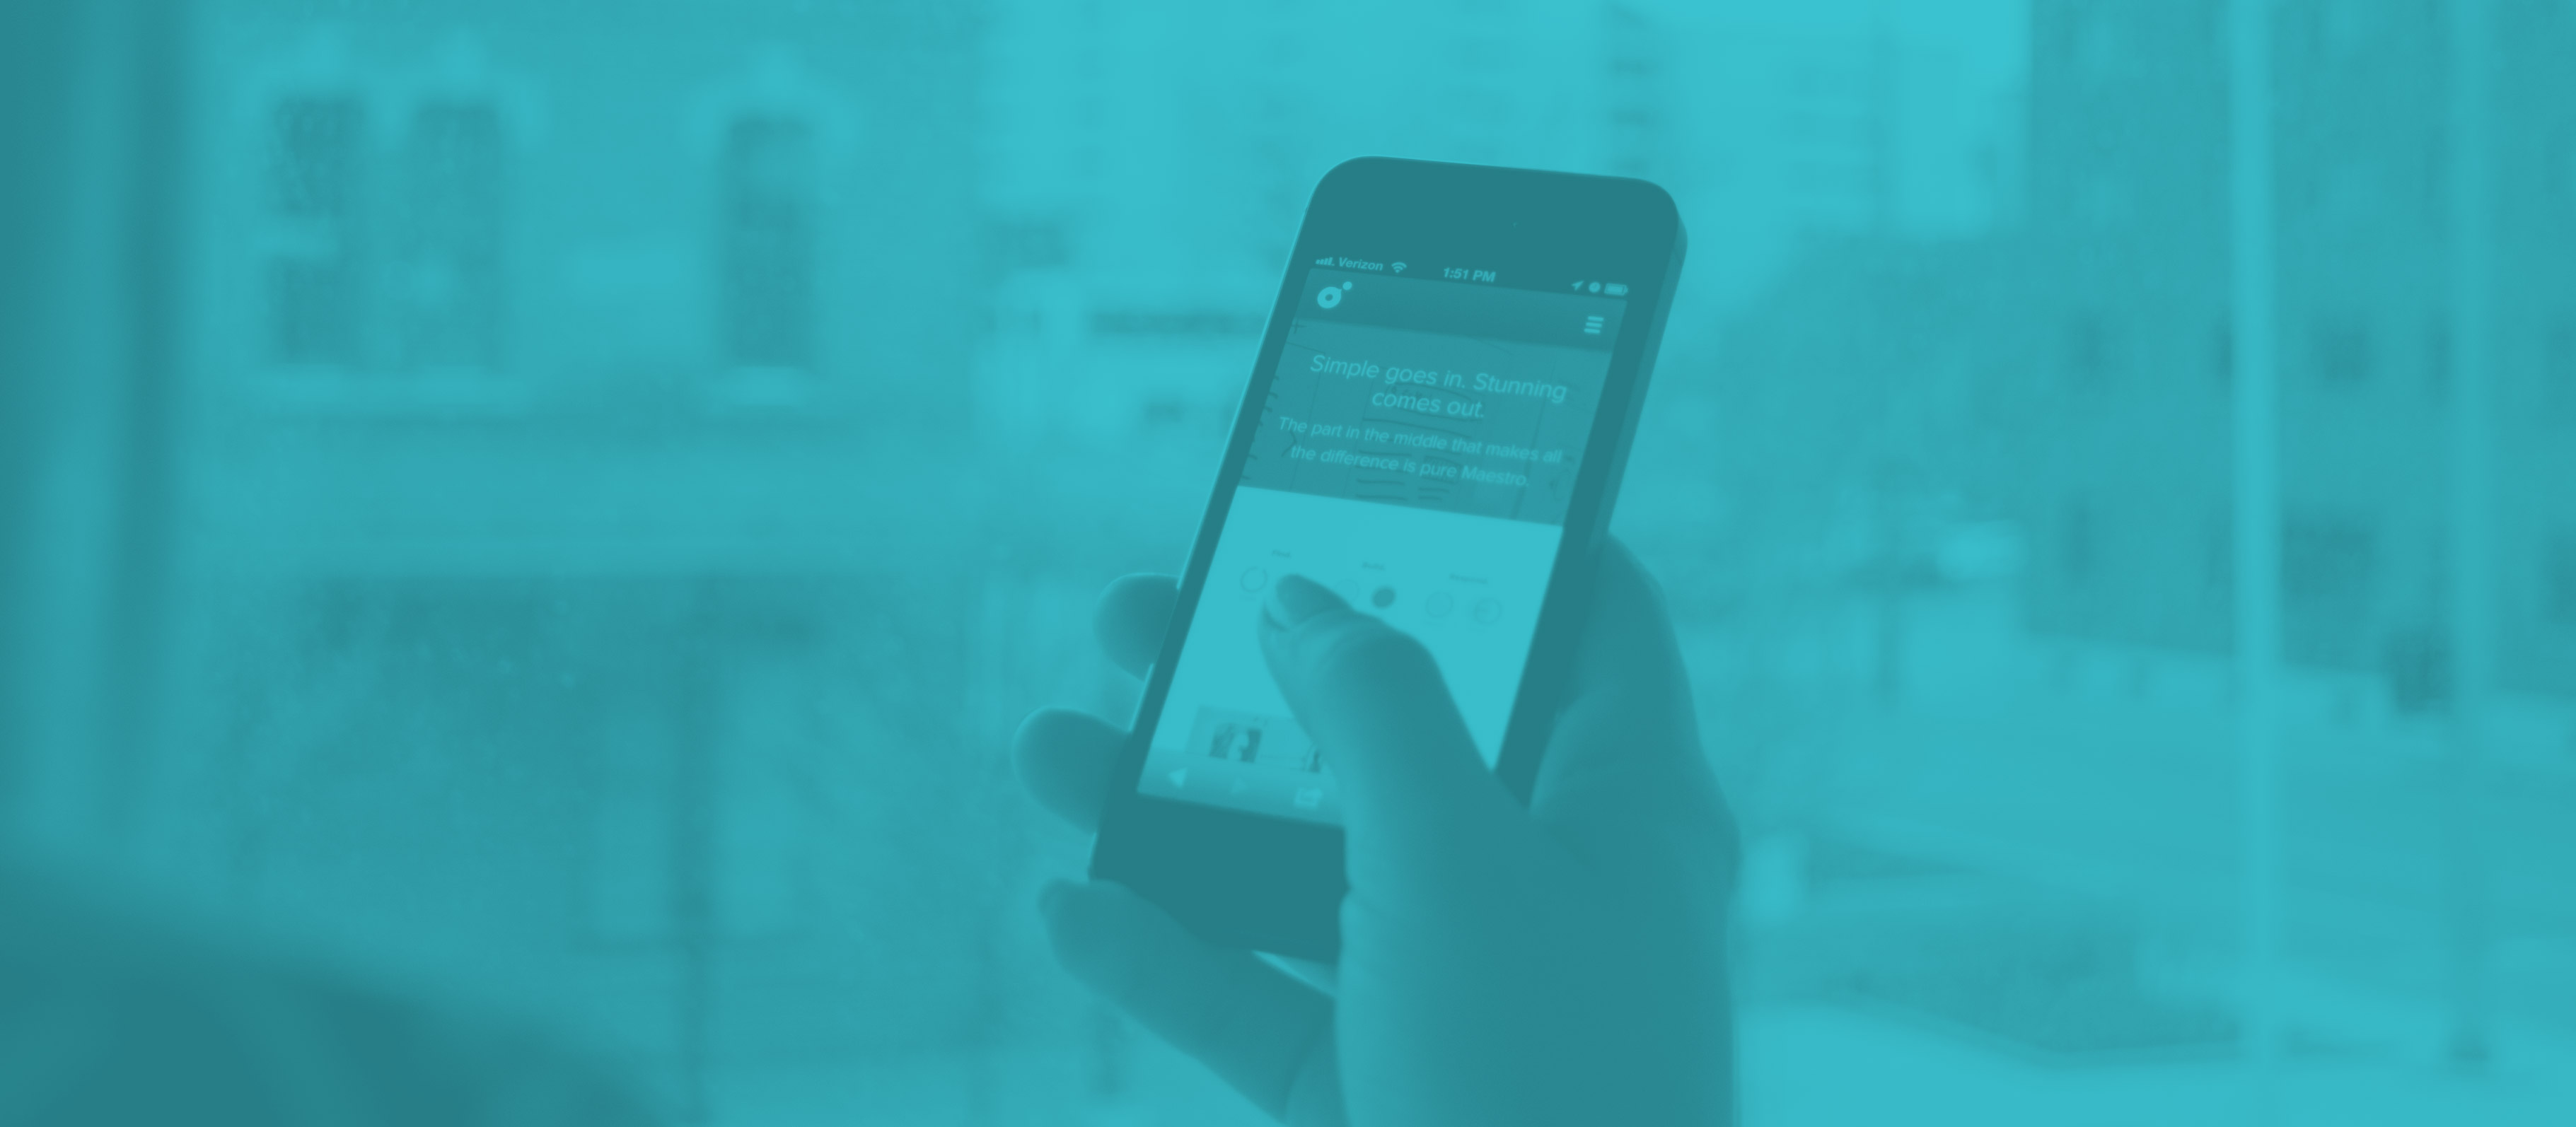 Verizon 1:51 PM
Simple goes in. Stunning
comes out.
The part in the middle that makes all
the difference is pure Maestro.